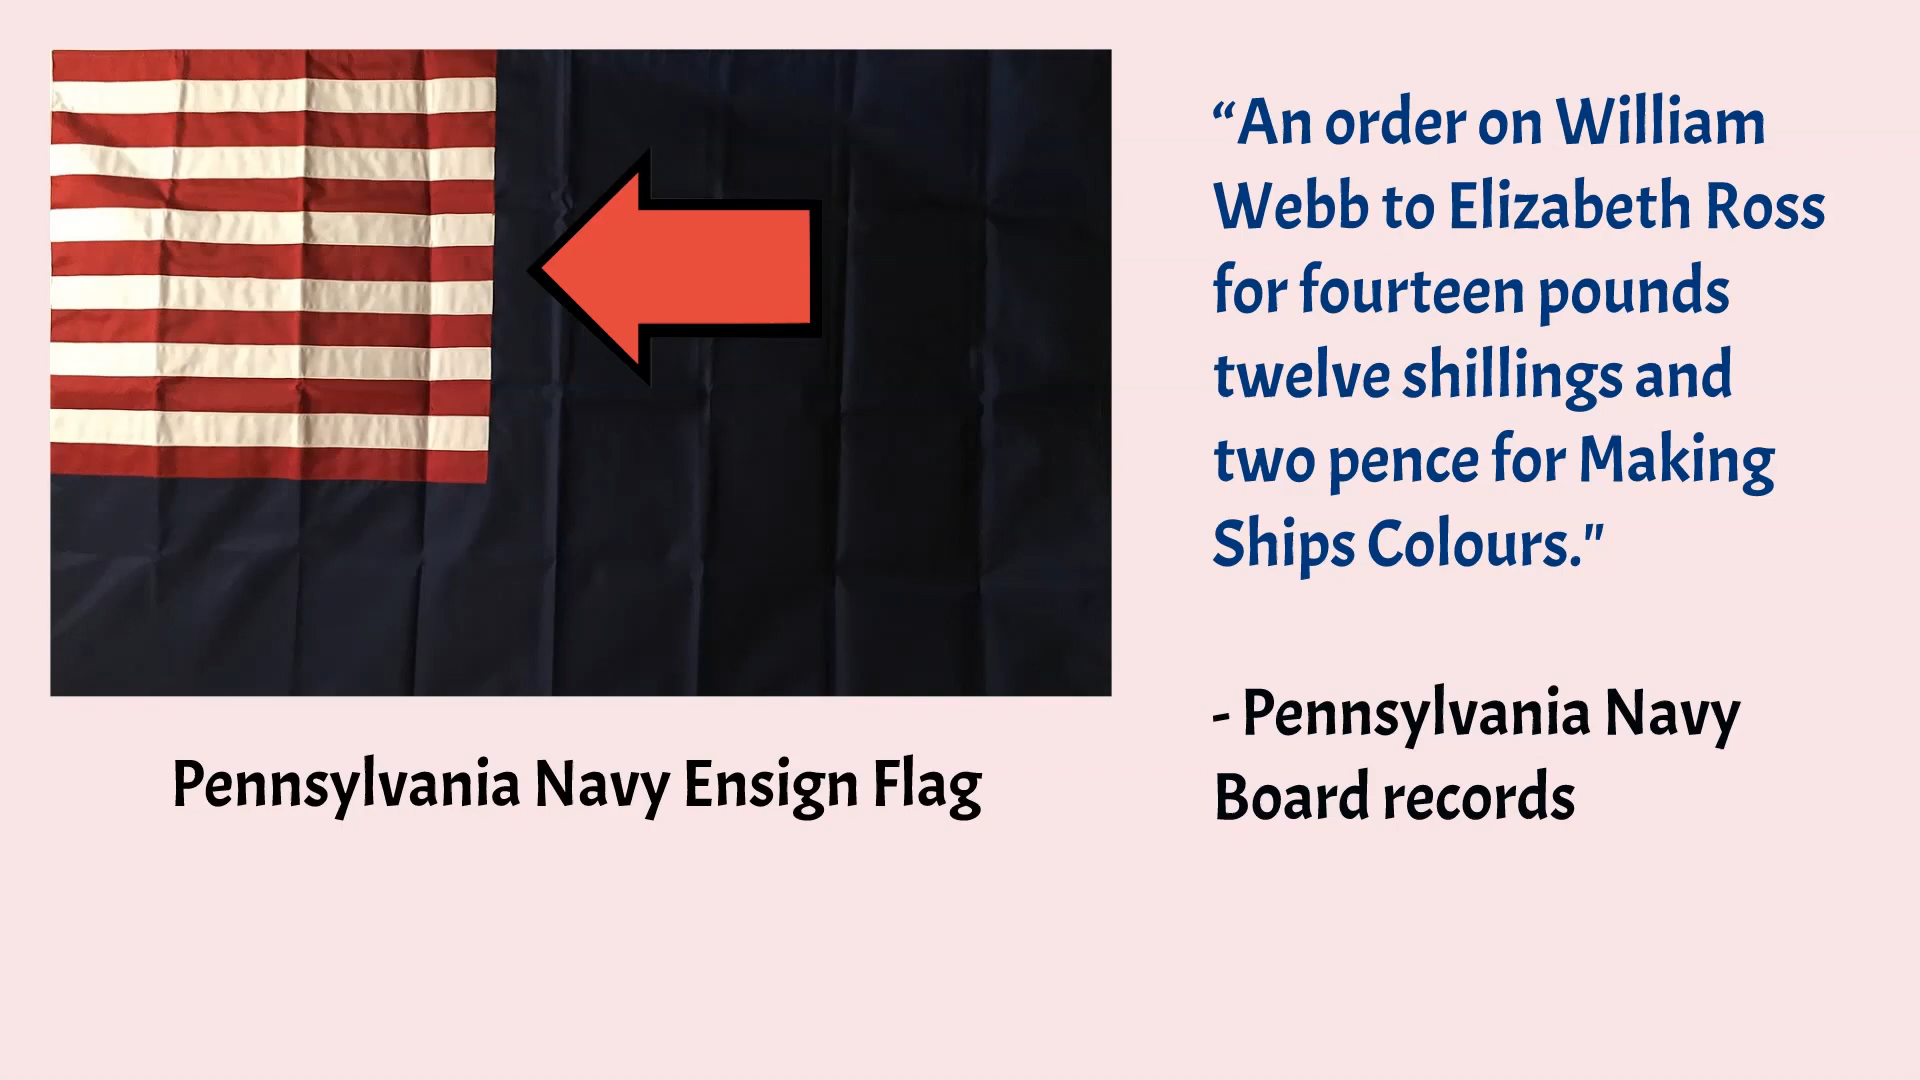 “An order on William
Webb to Elizabeth Ross
for fourteen pounds
twelve shillings and
two pence for Making
Ships Colours."
- Pennsylvania Navy
Board records
Pennsylvania Navy Ensign Flag